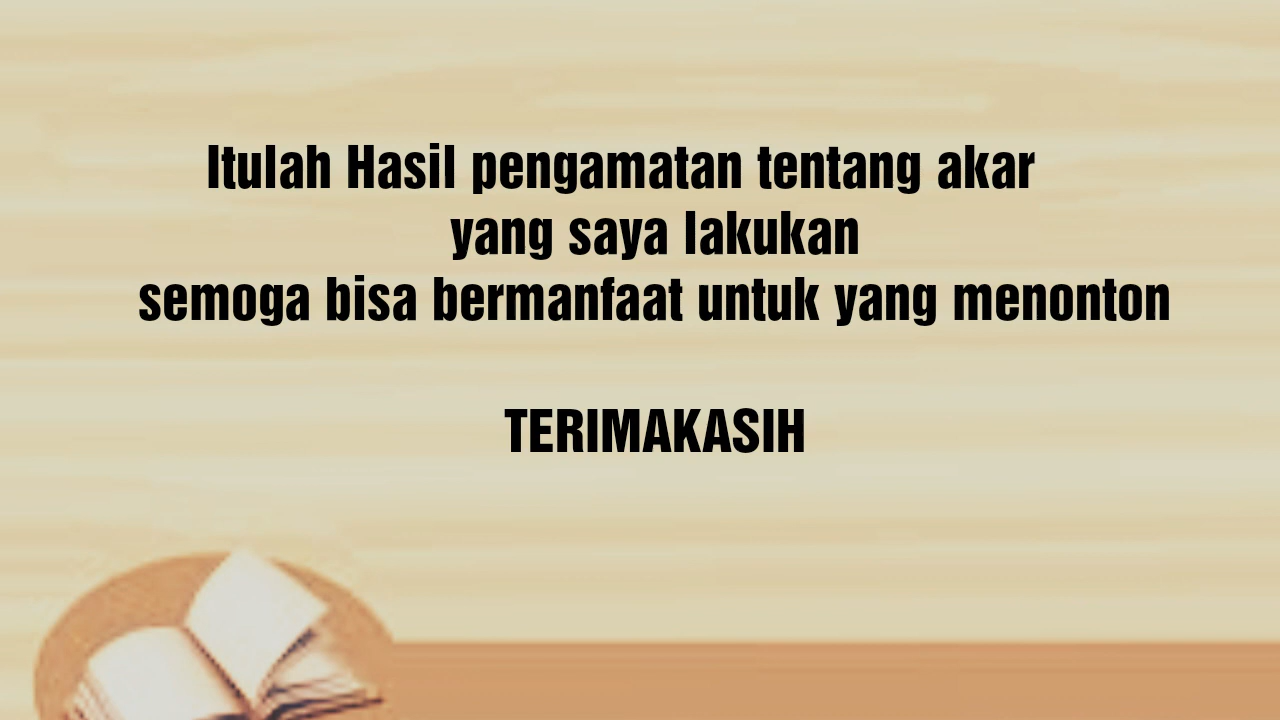 Itulah Hasil pengamatan tentang akar
yang saya lakukan
semoga bisa bermanfaat untuk yang menonton
TERIMAKASIH